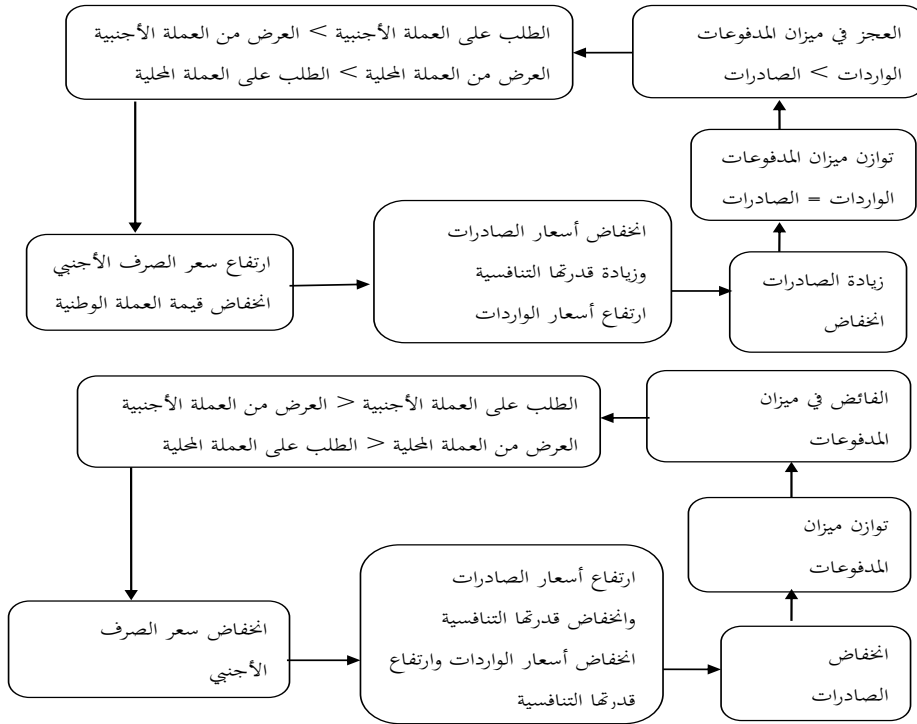 العجز في ميزان المدفوعات
الواردات > الصادرات
الطلب على العملة الأجنبية > العرض من العملة الأجنبية
العرض من العملة المحلية > الطلب على العملة المحلية
توازن ميزان المدفوعات
الواردات = الصادرات
ارتفاع سعر الصرف الأجنبي
انخفاض قيمة العملة الوطنية
انخفاض أسعار الصادرات
وزيادة قدرتها التنافسية
ارتفاع أسعار الواردات
زيادة الصادرات
انخفاض
الفائض في ميزان
المدفوعات
الطلب على العملة الأجنبية < العرض من العملة الأجنبية
العرض من العملة المحلية < الطلب على العملة المحلية
توازن ميزان
المدفوعات
انخفاض سعر الصرف
الأجنبي
ارتفاع أسعار الصادرات
وانخفاض قدرتها التنافسية
انخفاض أسعار الواردات وارتفاع
قدرتها التنافسية
انخفاض
الصادرات